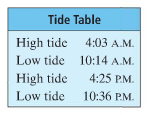 Tide Table
High tide 4:03 A.M.
Low tide 10:14 A.M.
High tide 4:25 P.M.
Low tide 10:36 P.M.